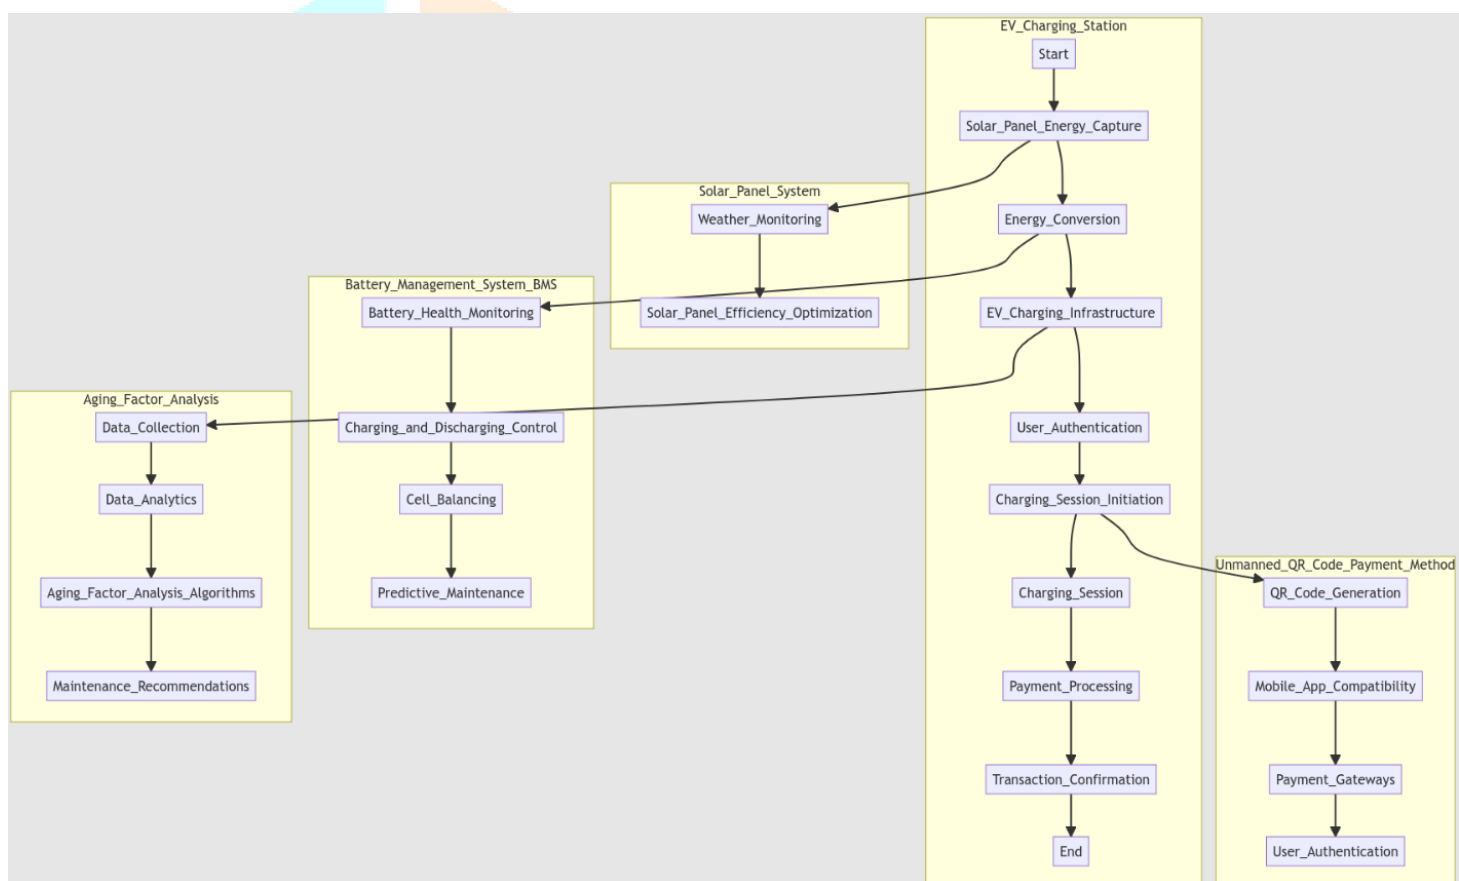 EV_Charging_Station
Start
Solar_Panel_Energy_Capture
Solar_Panel_System
Weather_Monitoring
Energy_Conversion
Battery_Management_System_BMS
Battery_Health_Monitoring
Solar_Panel_Efficiency_Optimization
EV_Charging_Infrastructure
Aging_Factor_Analysis
Data_Collection
Charging_and_Discharging_Control
User_Authentication
Data_Analytics
Cell_Balancing
Charging_Session_Initiation
Unmanned_QR_Code_Payment_Method
Aging_Factor_Analysis_Algorithms
Predictive_Maintenance
Charging_Session
QR_Code_Generation
Maintenance_Recommendations
Payment_Processing
Mobile_App_Compatibility
Transaction_Confirmation
Payment_Gateways
End
User_Authentication